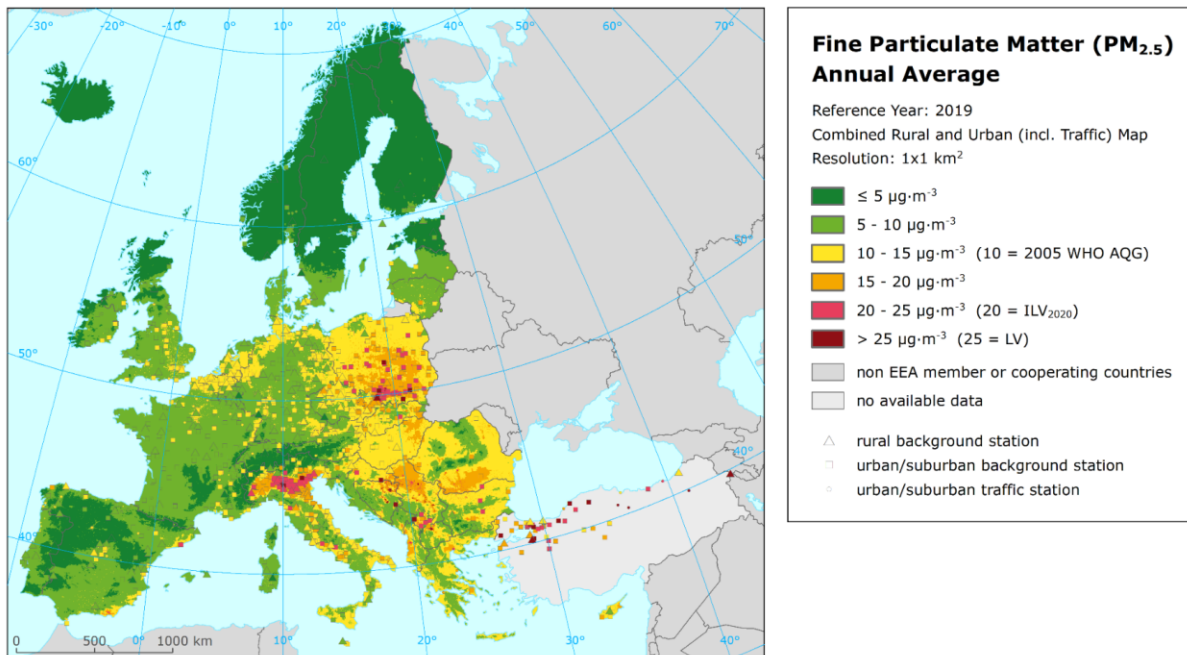 -30° -20° -10° 0° 10° 20° 30° 40° 50° 60° 70°
60°
50°
40°
60°
50°
40°
0° 10° 20° 30° 40°
0 500 1000 km
Fine Particulate Matter (PM₂.₅)
Annual Average
Reference Year: 2019
Combined Rural and Urban (incl. Traffic) Map
Resolution: 1x1 km²
≤ 5 µg·m⁻³
5 - 10 µg·m⁻³
10 - 15 µg·m⁻³ (10 = 2005 WHO AQG)
15 - 20 µg·m⁻³
20 - 25 µg·m⁻³ (20 = ILV₂₀₂₀)
> 25 µg·m⁻³ (25 = LV)
non EEA member or cooperating countries
no available data
rural background station
urban/suburban background station
urban/suburban traffic station